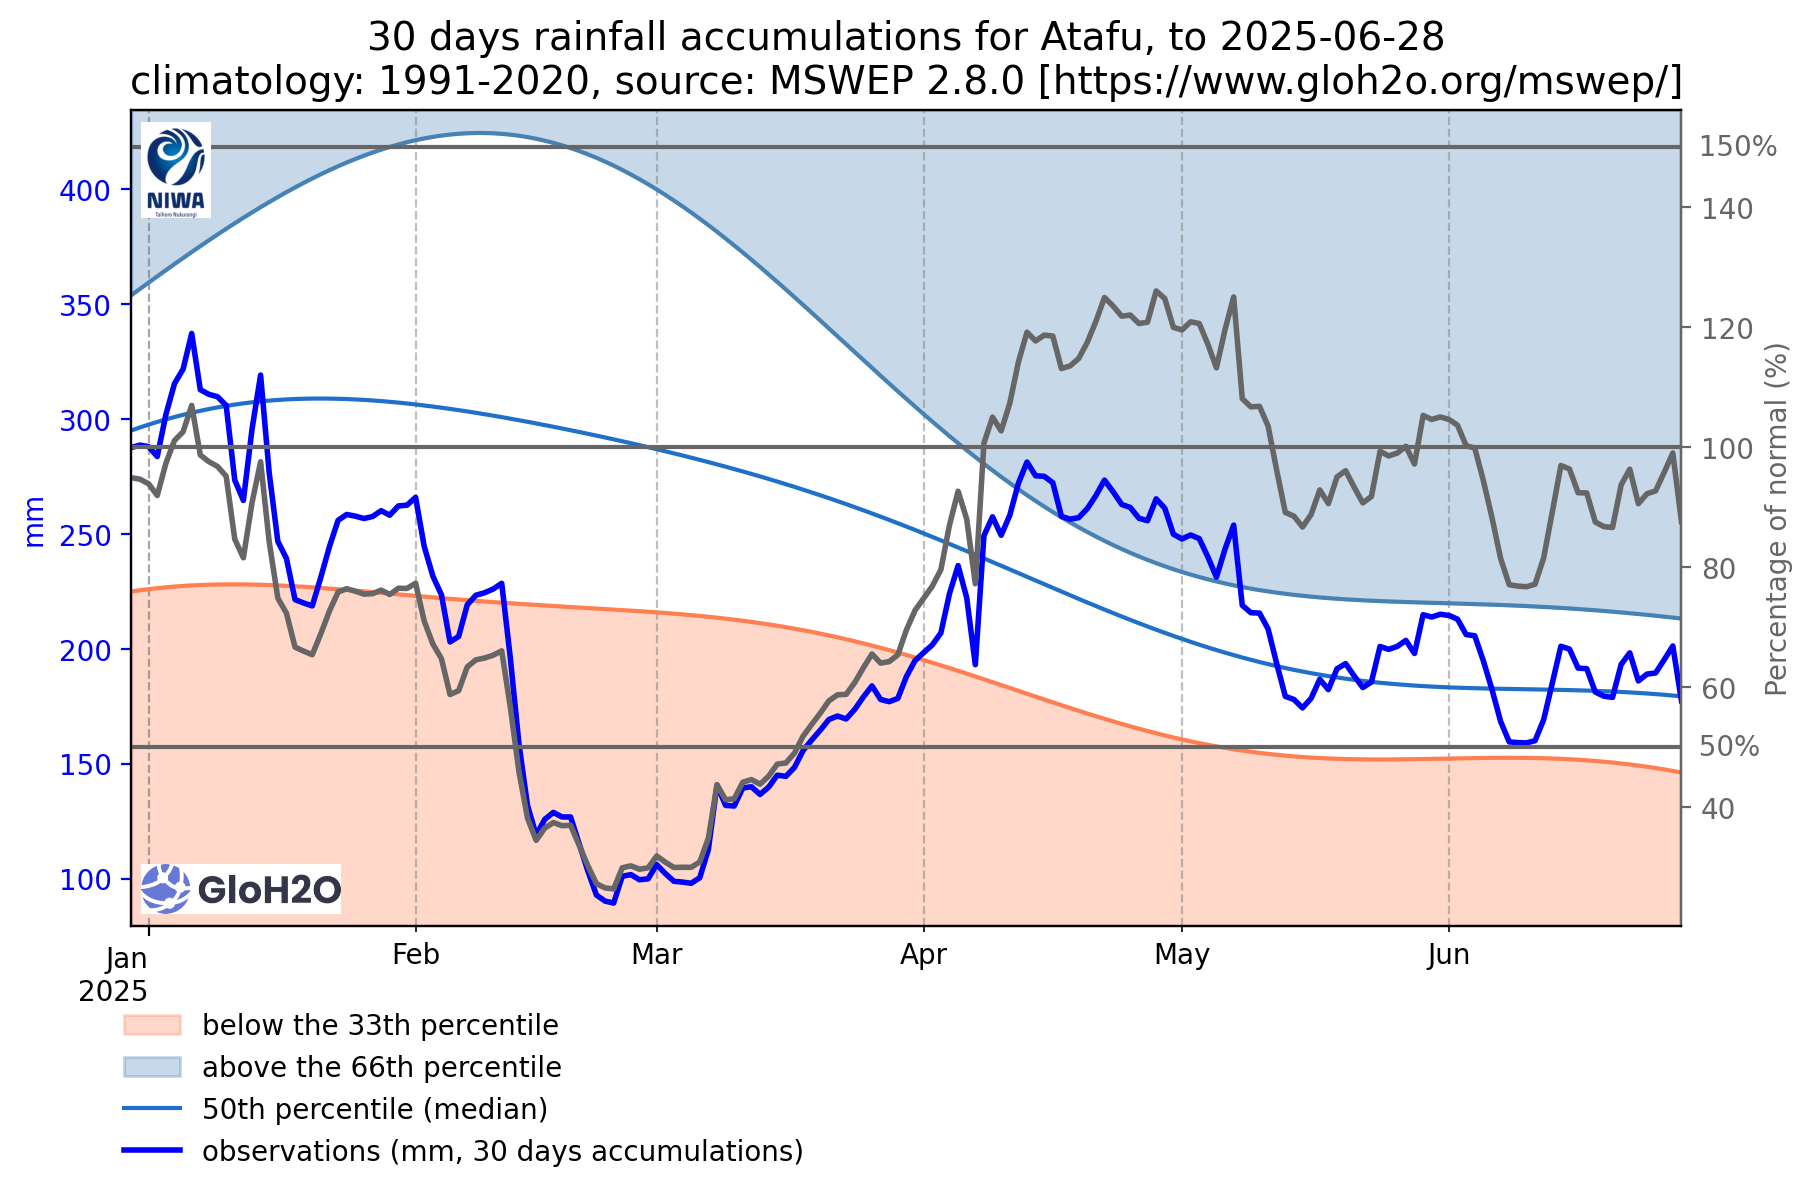 30 days rainfall accumulations for Atafu, to 2025-06-28
climatology: 1991-2020, source: MSWEP 2.8.0 [https://www.gloh2o.org/mswep/]
NIWA
Taihoro Nukurangi
400
350
300
250
200
150
100
mm
150%
140
120
100
80
60
50%
40
Percentage of normal (%)
GloH2O
Jan
2025
Feb
Mar
Apr
May
Jun
below the 33th percentile
above the 66th percentile
50th percentile (median)
observations (mm, 30 days accumulations)